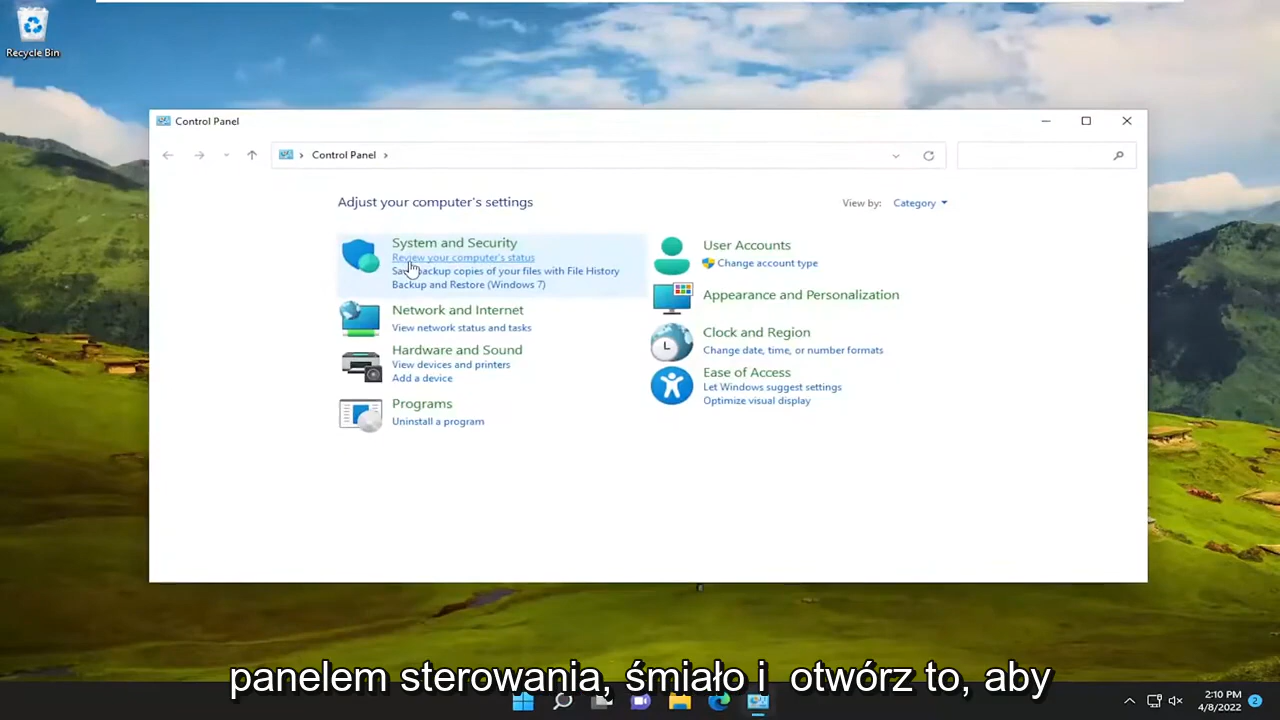 Recycle Bin
Control Panel
Control Panel
Adjust your computer's settings
View by: Category
System and Security
Review your computer's status
Save backup copies of your files with File History
Backup and Restore (Windows 7)
Network and Internet
View network status and tasks
Hardware and Sound
View devices and printers
Add a device
Programs
Uninstall a program
User Accounts
Change account type
Appearance and Personalization
Clock and Region
Change date, time, or number formats
Ease of Access
Let Windows suggest settings
Optimize visual display
panelem sterowania, śmiało i otwórz to, aby
2:10 PM
4/8/2022
2